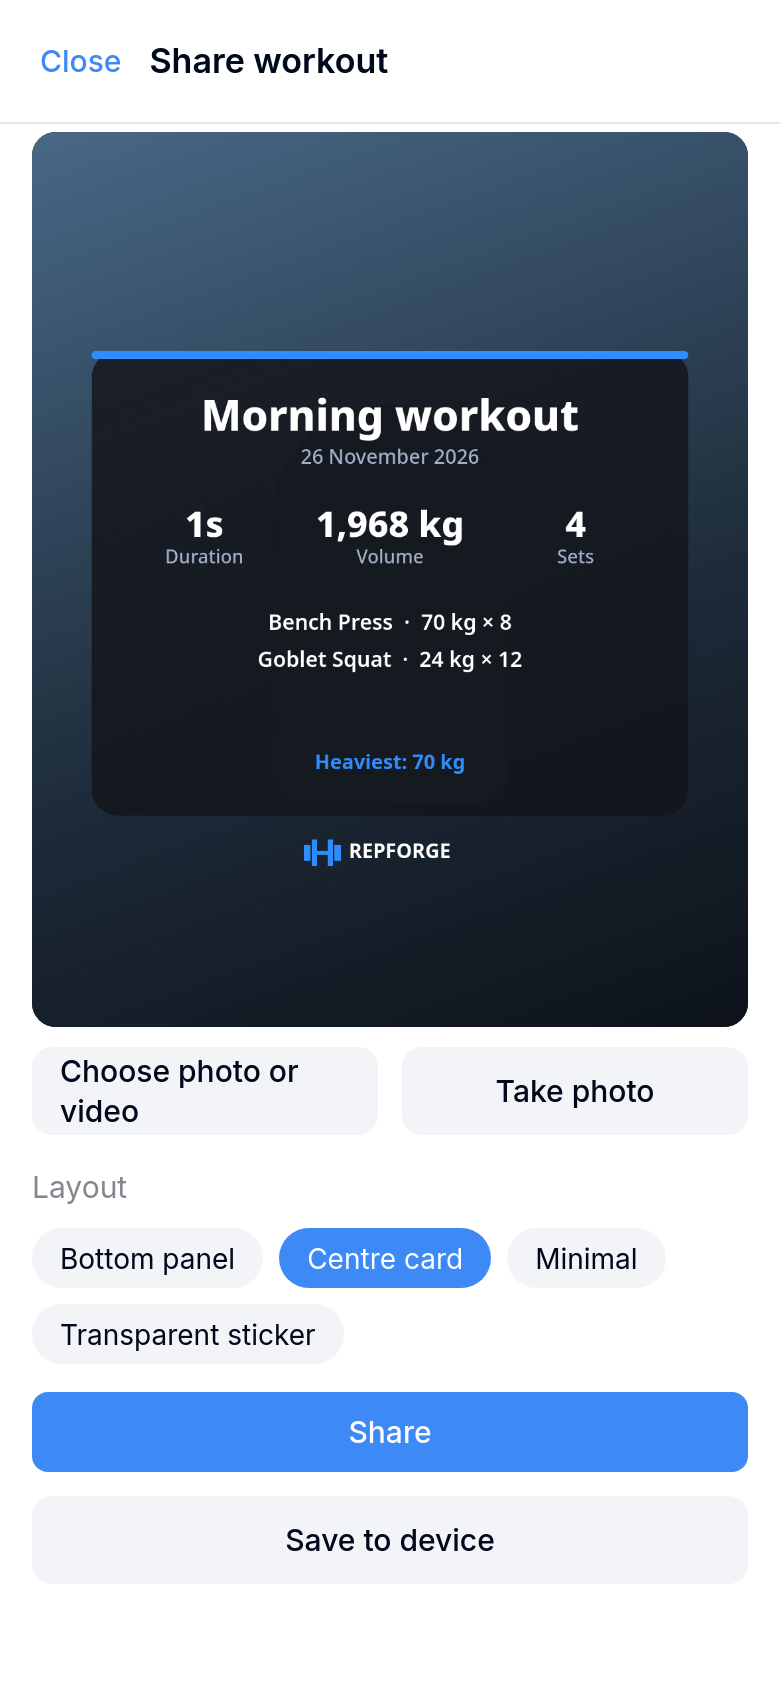 Close Share workout
Morning workout
26 November 2026
1s 1,968 kg 4
Duration Volume Sets
Bench Press · 70 kg × 8
Goblet Squat · 24 kg × 12
Heaviest: 70 kg
REPFORGE
Choose photo or
video
Take photo
Layout
Bottom panel Centre card Minimal
Transparent sticker
Share
Save to device